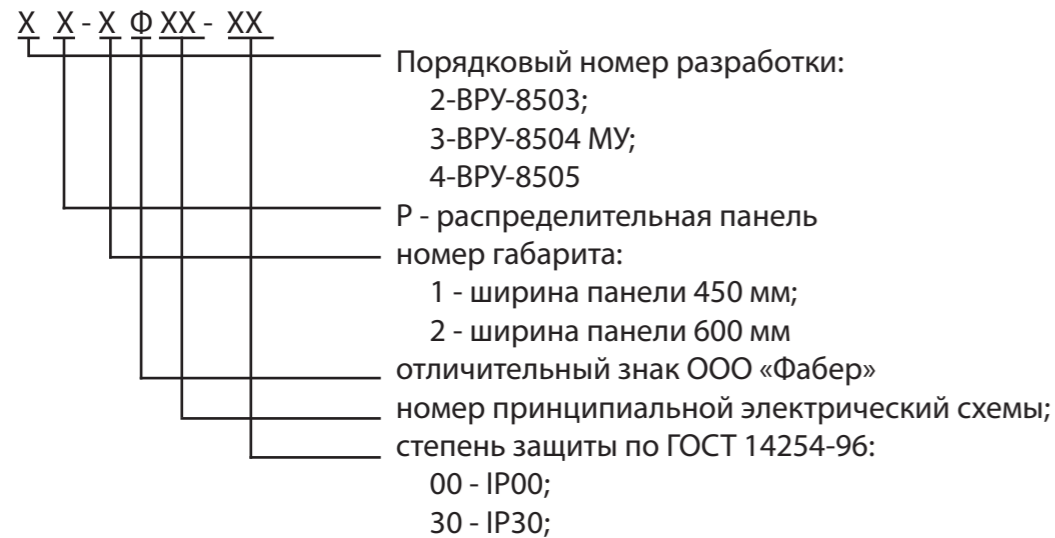 Х Х - Х Ф ХХ - ХХ
Порядковый номер разработки:
2-ВРУ-8503;
3-ВРУ-8504 МУ;
4-ВРУ-8505
Р - распределительная панель
номер габарита:
1 - ширина панели 450 мм;
2 - ширина панели 600 мм
отличительный знак ООО «Фабер»
номер принципиальной электрический схемы;
степень защиты по ГОСТ 14254-96:
00 - IP00;
30 - IP30;